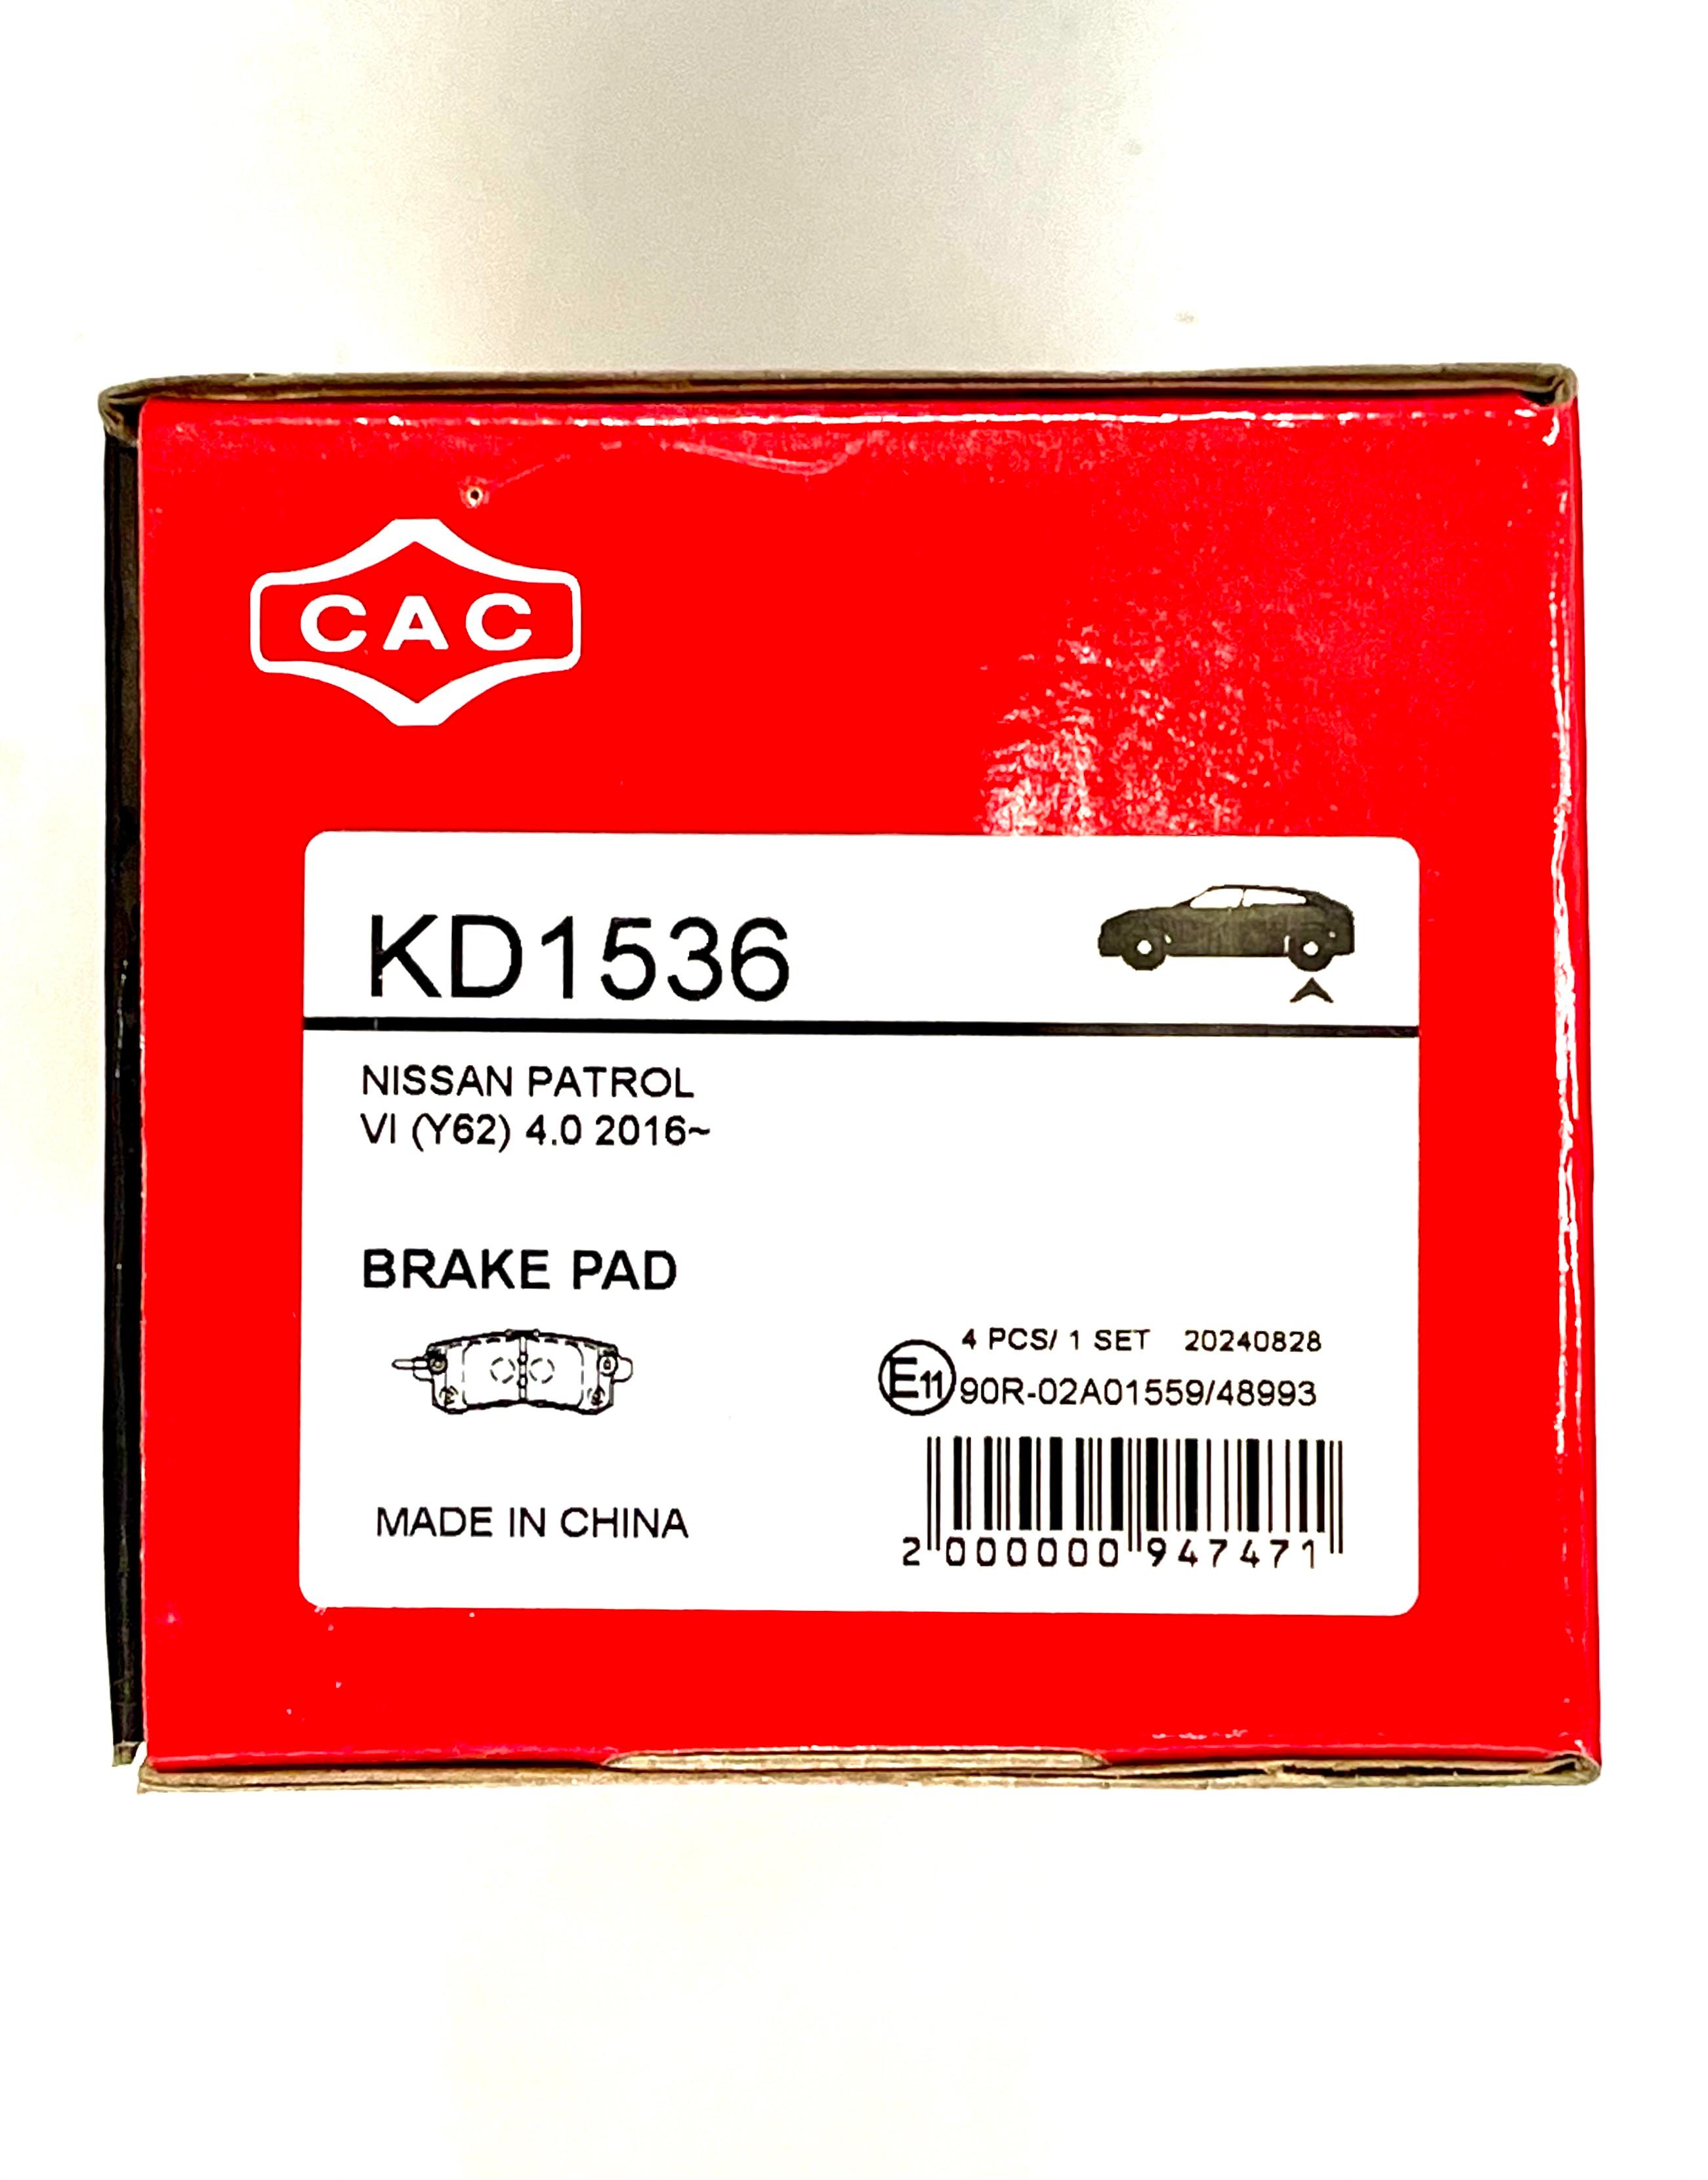 CAC
KD1536
NISSAN PATROL
VI (Y62) 4.0 2016~
BRAKE PAD
4 PCS/ 1 SET 20240828
E11 90R-02A01559/48993
MADE IN CHINA
2 000000 947471